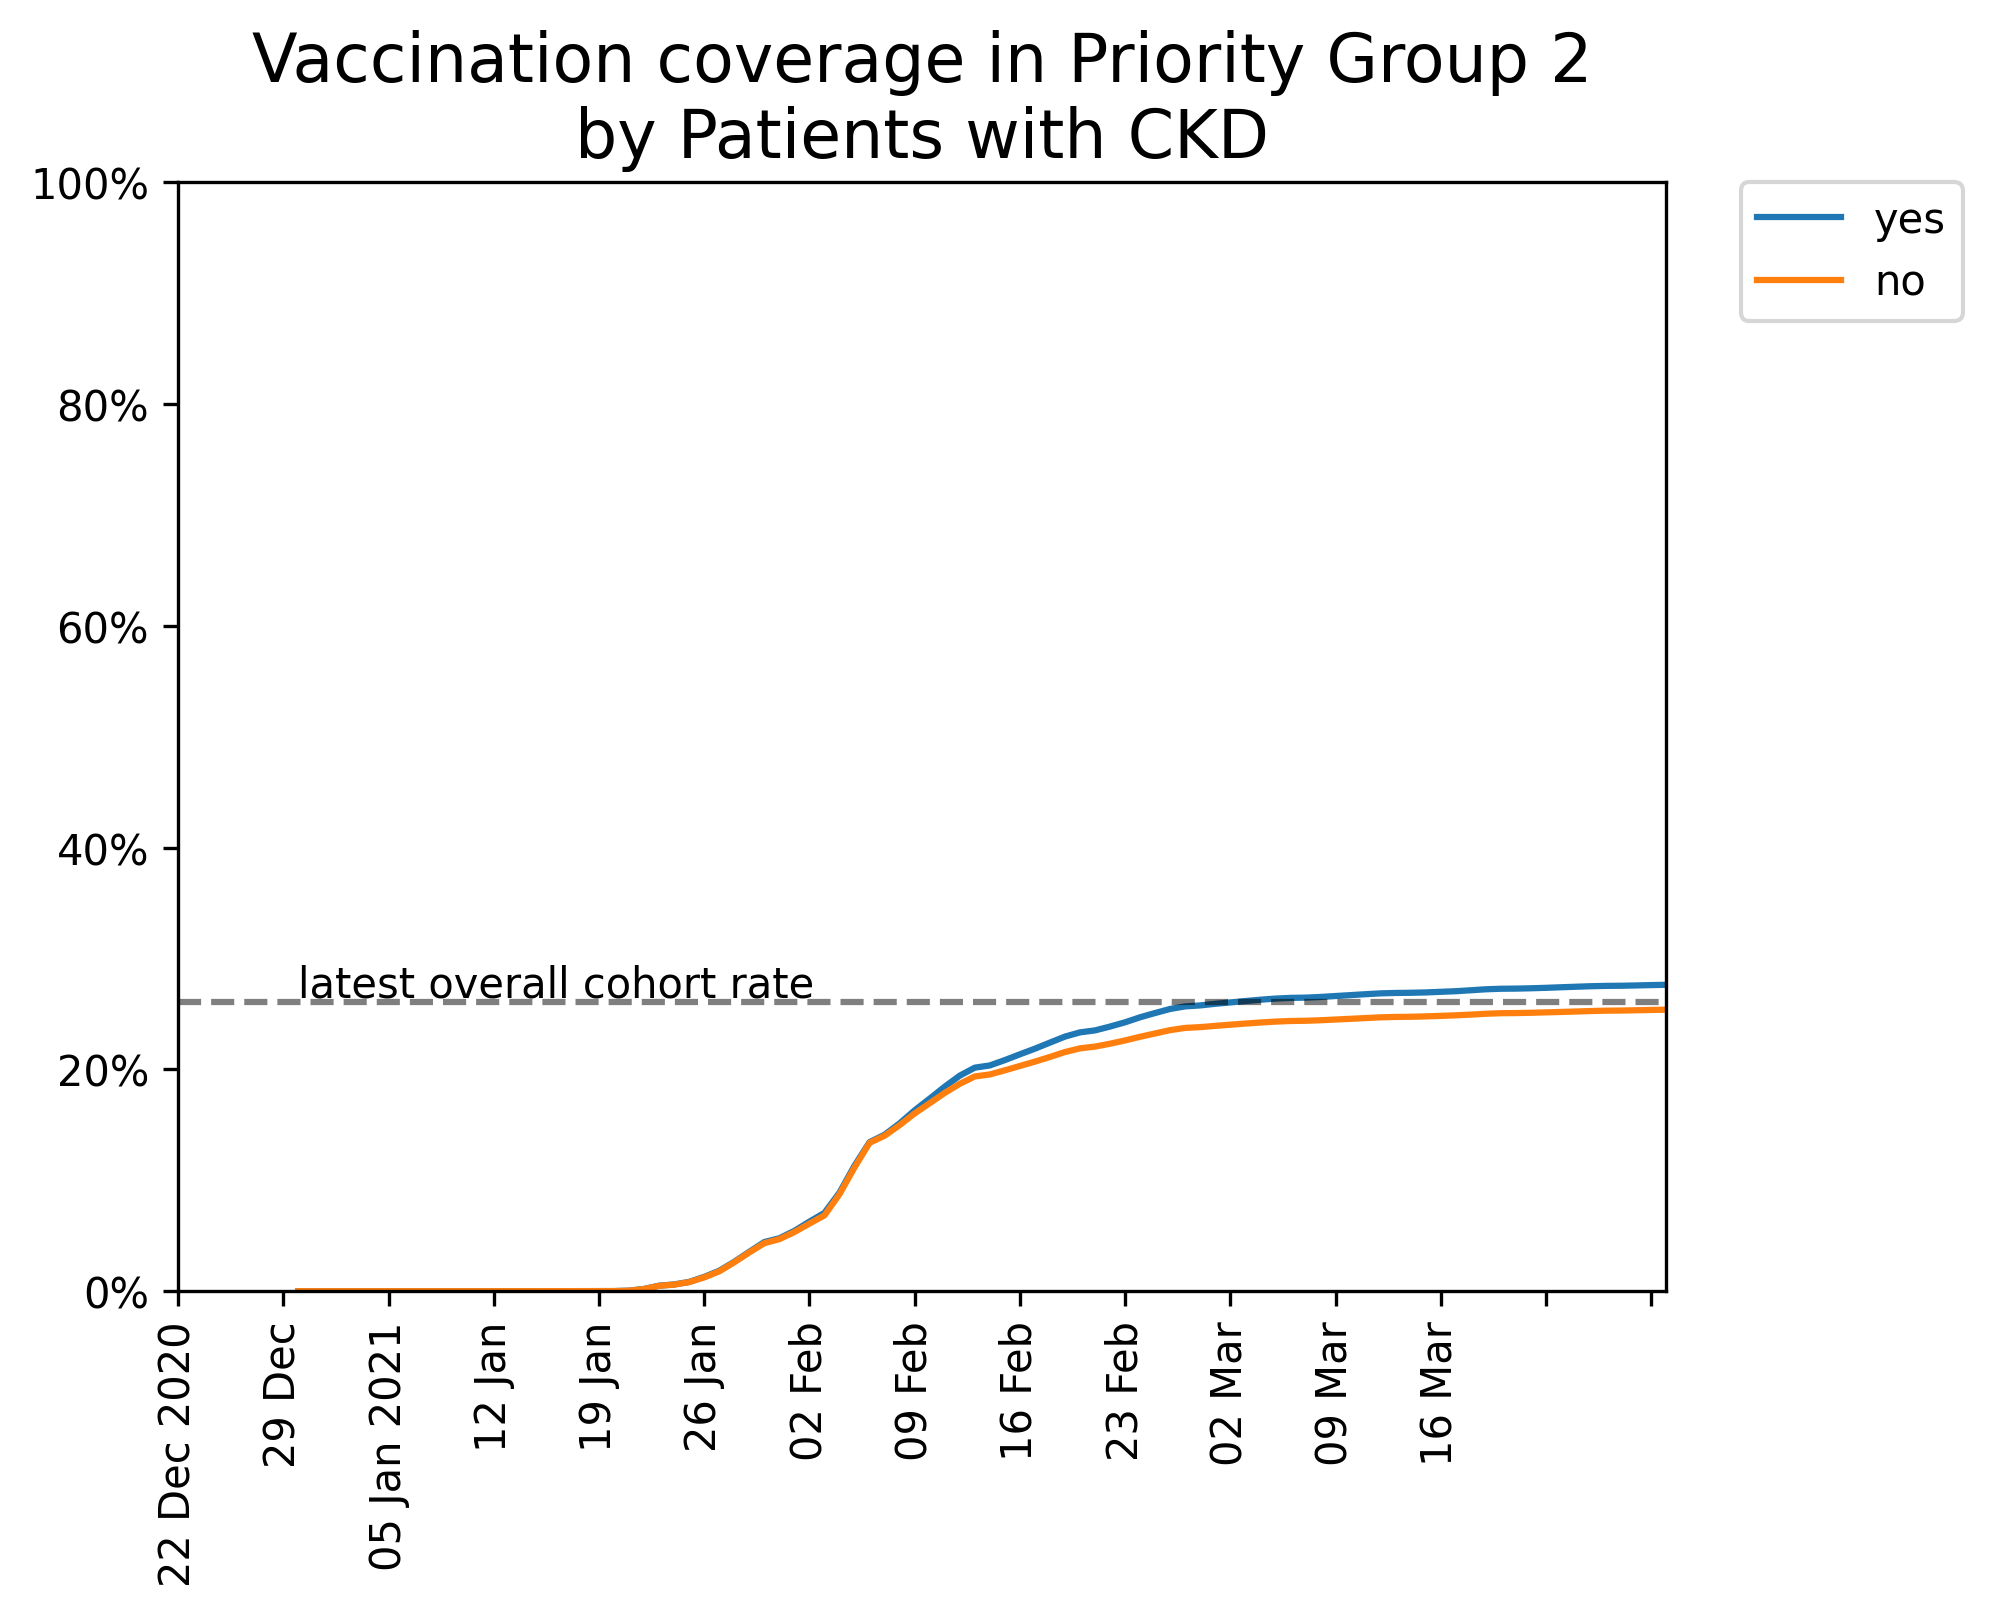 Vaccination coverage in Priority Group 2
by Patients with CKD
100%
80%
60%
40%
20%
0%
latest overall cohort rate
yes
no
22 Dec 2020
29 Dec
05 Jan 2021
12 Jan
19 Jan
26 Jan
02 Feb
09 Feb
16 Feb
23 Feb
02 Mar
09 Mar
16 Mar